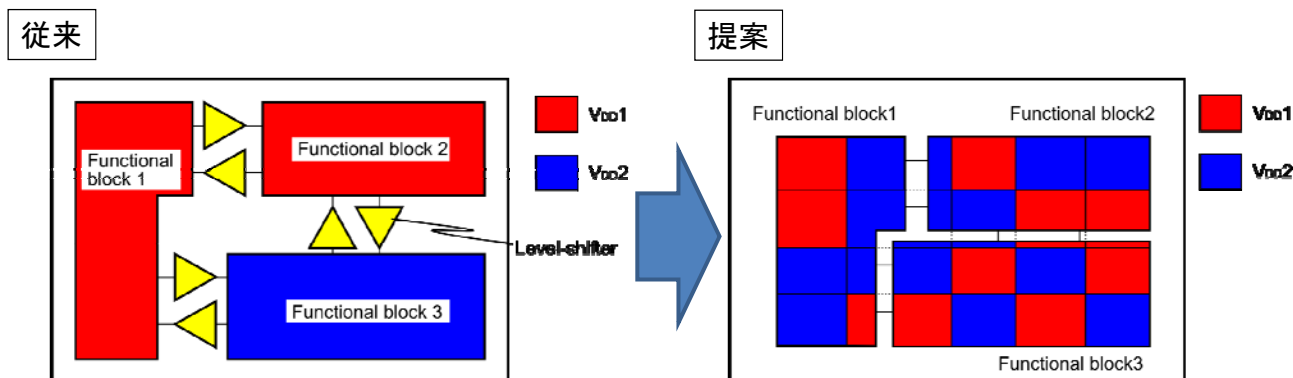 従来
Functional
block 1
Functional block 2
Functional block 3
VDD1
VDD2
Level-shifter
提案
Functional block1
Functional block2
Functional block3
VDD1
VDD2